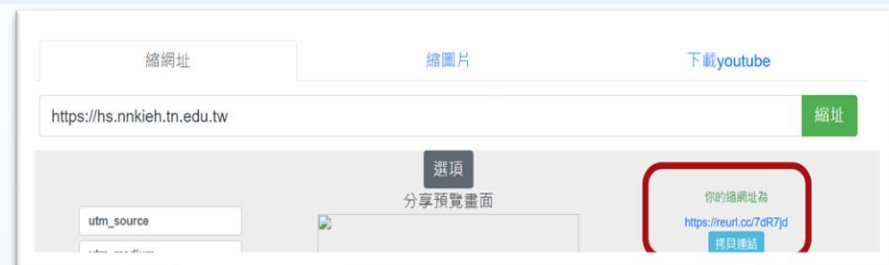 縮網址 縮圖片 下載youtube
https://hs.nnkieh.tn.edu.tw 縮址
選項
分享預覽畫面
你的縮網址為
utm_source
https://reurl.cc/7dR7jd
utm_medium
拷貝連結